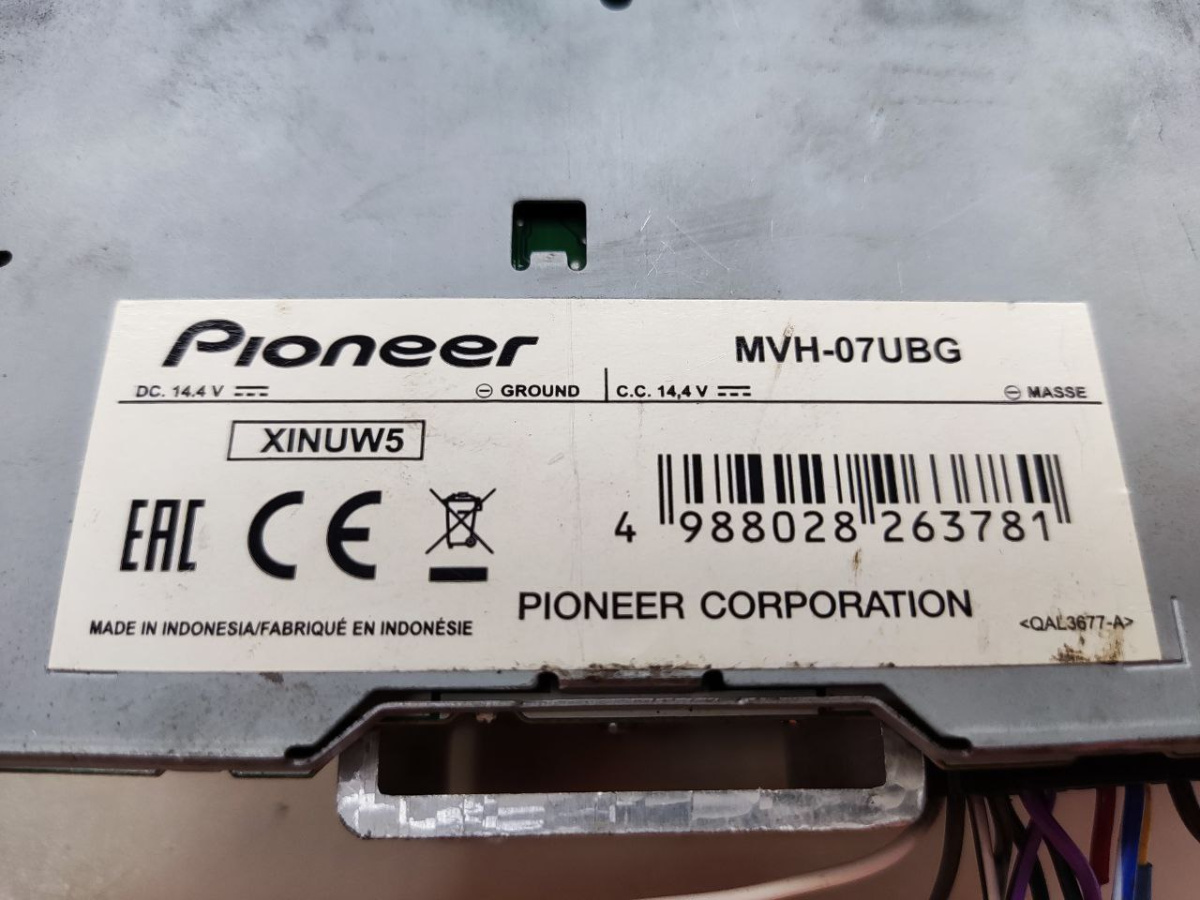 Pioneer MVH-07UBG
DC. 14.4 V ⎓ ⊖ GROUND C.C. 14,4 V ⎓ ⊖ MASSE
XINUW5
EAC CE
4 988028 263781
PIONEER CORPORATION
MADE IN INDONESIA/FABRIQUÉ EN INDONÉSIE
<QAL3677-A>